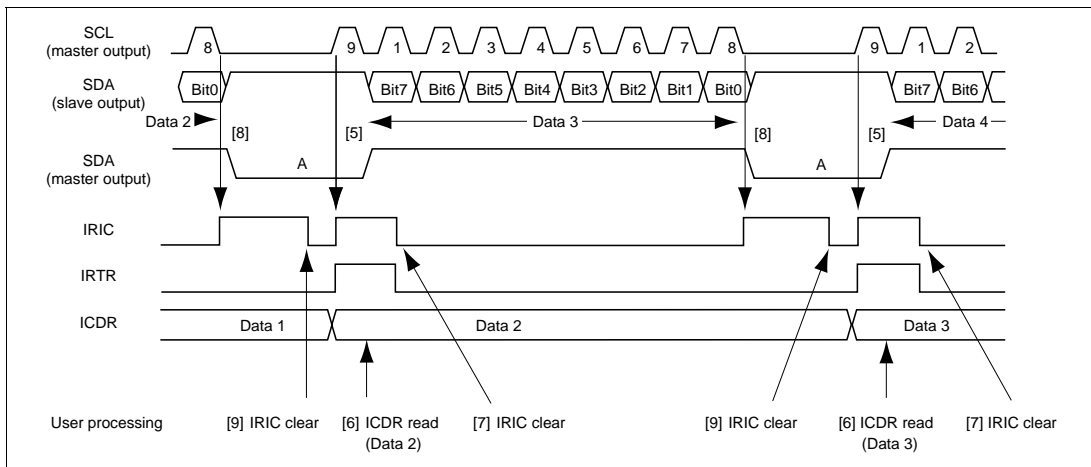 SCL
(master output)
8 9 1 2 3 4 5 6 7 8 9 1 2
SDA
(slave output)
Bit0 Bit7 Bit6 Bit5 Bit4 Bit3 Bit2 Bit1 Bit0 Bit7 Bit6
Data 2 [8] [5] Data 3 [8] [5] Data 4
SDA
(master output)
A A
IRIC
IRTR
ICDR
Data 1 Data 2 Data 3
User processing
[9] IRIC clear
[6] ICDR read
(Data 2)
[7] IRIC clear
[9] IRIC clear
[6] ICDR read
(Data 3)
[7] IRIC clear